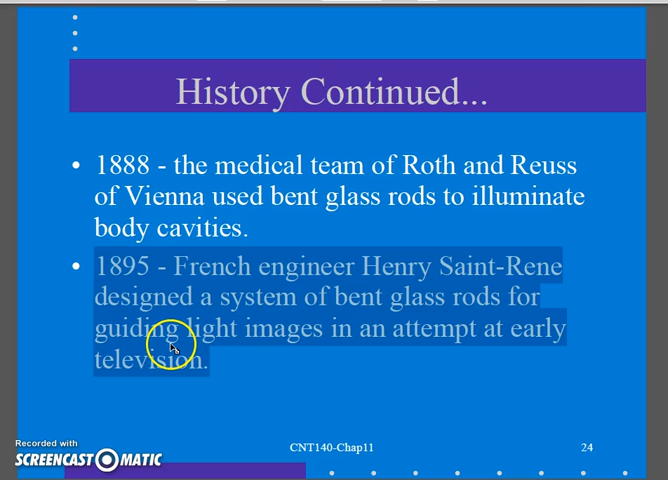 History Continued...
• 1888 - the medical team of Roth and Reuss
of Vienna used bent glass rods to illuminate
body cavities.
• 1895 - French engineer Henry Saint-Rene
designed a system of bent glass rods for
guiding light images in an attempt at early
television.
Recorded with
SCREENCAST-O-MATIC
CNT140-Chap11
24